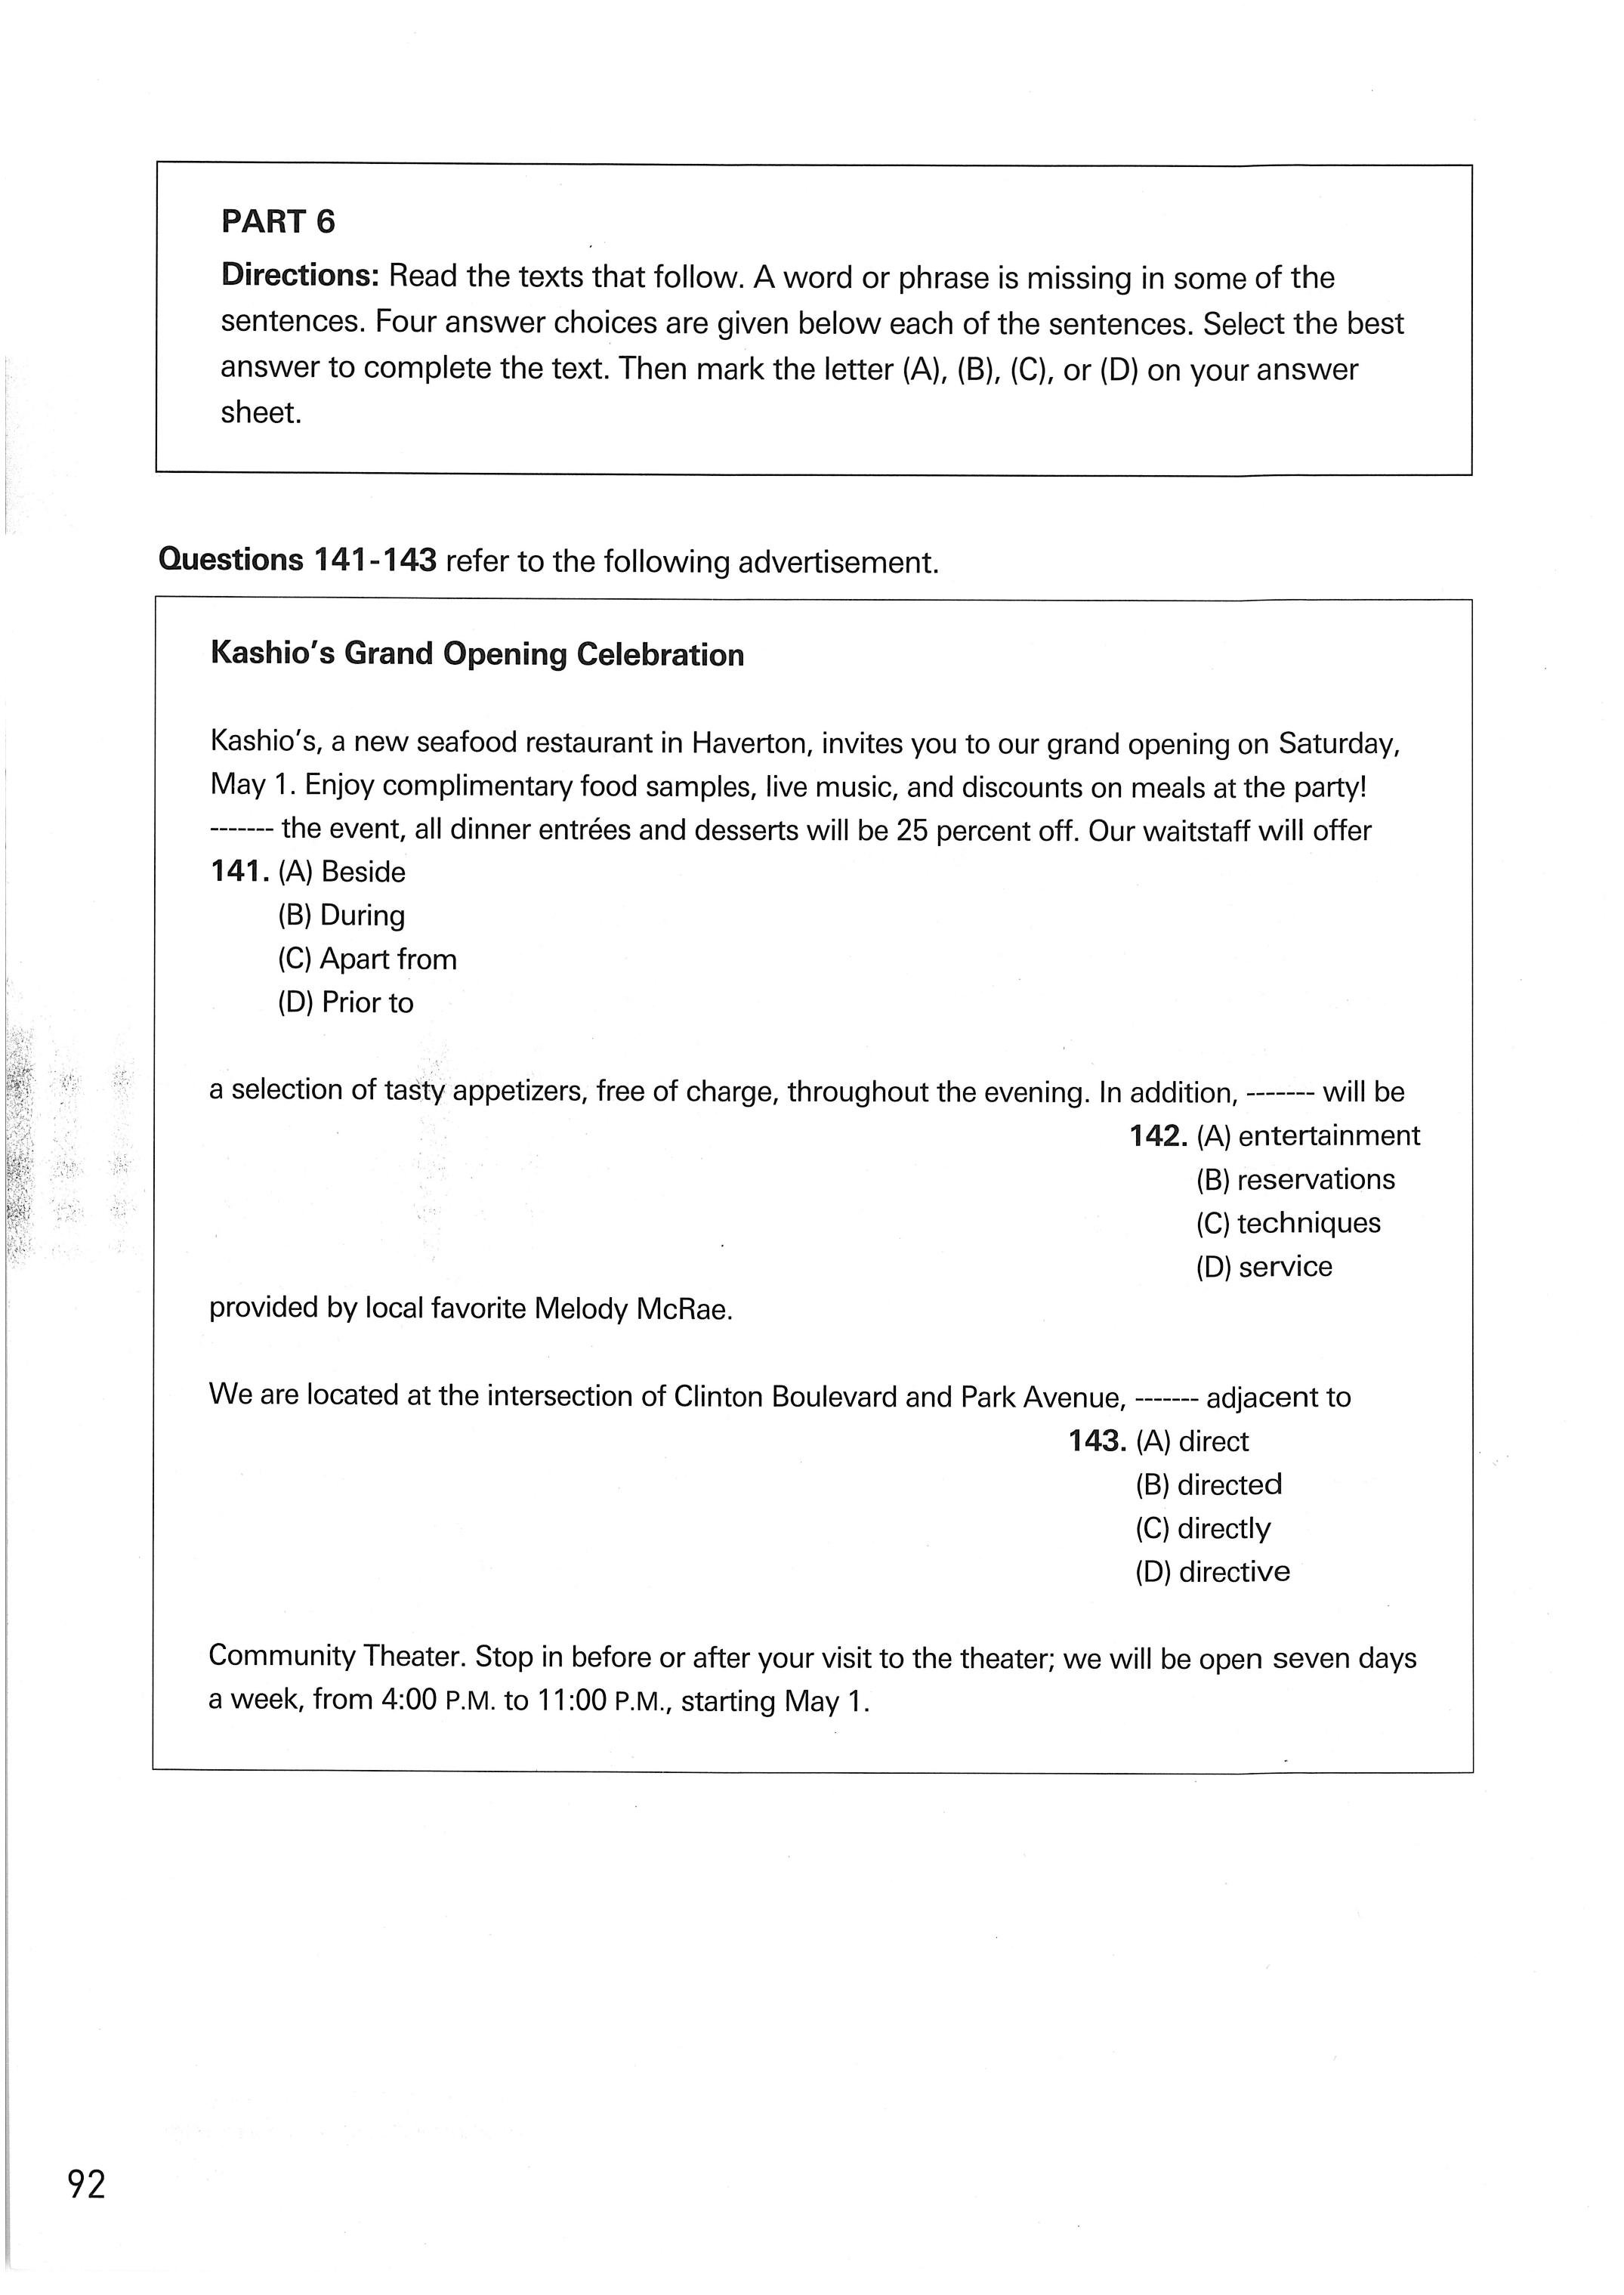 PART 6
Directions: Read the texts that follow. A word or phrase is missing in some of the
sentences. Four answer choices are given below each of the sentences. Select the best
answer to complete the text. Then mark the letter (A), (B), (C), or (D) on your answer
sheet.
Questions 141-143 refer to the following advertisement.
Kashio's Grand Opening Celebration
Kashio's, a new seafood restaurant in Haverton, invites you to our grand opening on Saturday,
May 1. Enjoy complimentary food samples, live music, and discounts on meals at the party!
------- the event, all dinner entrées and desserts will be 25 percent off. Our waitstaff will offer
141. (A) Beside
(B) During
(C) Apart from
(D) Prior to
a selection of tasty appetizers, free of charge, throughout the evening. In addition, ------- will be
142. (A) entertainment
(B) reservations
(C) techniques
(D) service
provided by local favorite Melody McRae.
We are located at the intersection of Clinton Boulevard and Park Avenue, ------- adjacent to
143. (A) direct
(B) directed
(C) directly
(D) directive
Community Theater. Stop in before or after your visit to the theater; we will be open seven days
a week, from 4:00 P.M. to 11:00 P.M., starting May 1.
92